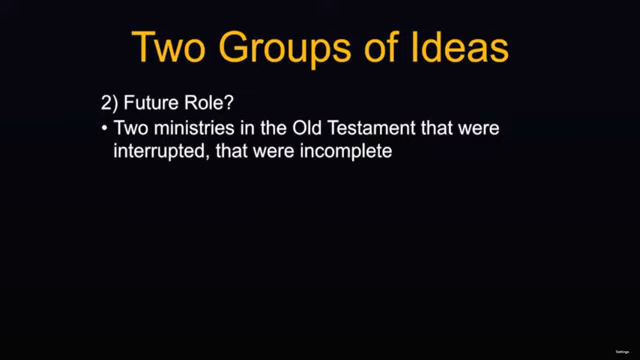 Two Groups of Ideas
2) Future Role?
• Two ministries in the Old Testament that were
interrupted, that were incomplete
Settings